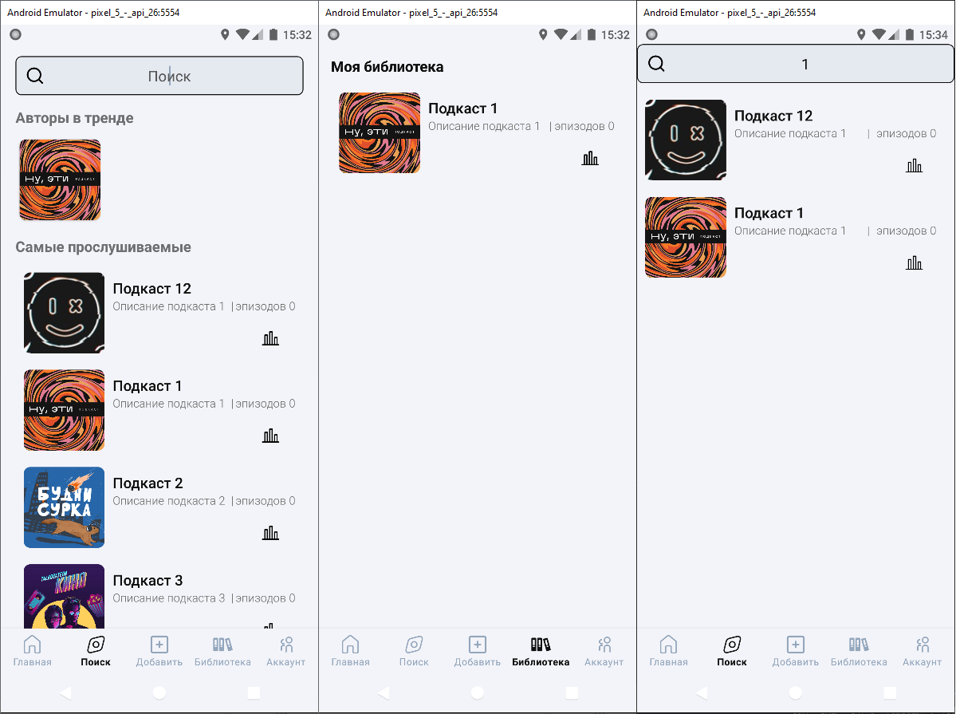 Android Emulator - pixel_5_-_api_26:5554
15:32
Поиск
Авторы в тренде
Ну, эти подкаст
Самые прослушиваемые
Подкаст 12
Описание подкаста 1 | эпизодов 0
Подкаст 1
Описание подкаста 1 | эпизодов 0
Ну, эти подкаст
Подкаст 2
Описание подкаста 2 | эпизодов 0
БУДНИ
СУРКА
Подкаст 3
Описание подкаста 3 | эпизодов 0
Главная Поиск Добавить Библиотека Аккаунт
Android Emulator - pixel_5_-_api_26:5554
15:32
Моя библиотека
Подкаст 1
Описание подкаста 1 | эпизодов 0
Ну, эти подкаст
Главная Поиск Добавить Библиотека Аккаунт
Android Emulator - pixel_5_-_api_26:5554
15:34
1
Подкаст 12
Описание подкаста 1 | эпизодов 0
Подкаст 1
Описание подкаста 1 | эпизодов 0
Ну, эти подкаст
Главная Поиск Добавить Библиотека Аккаунт